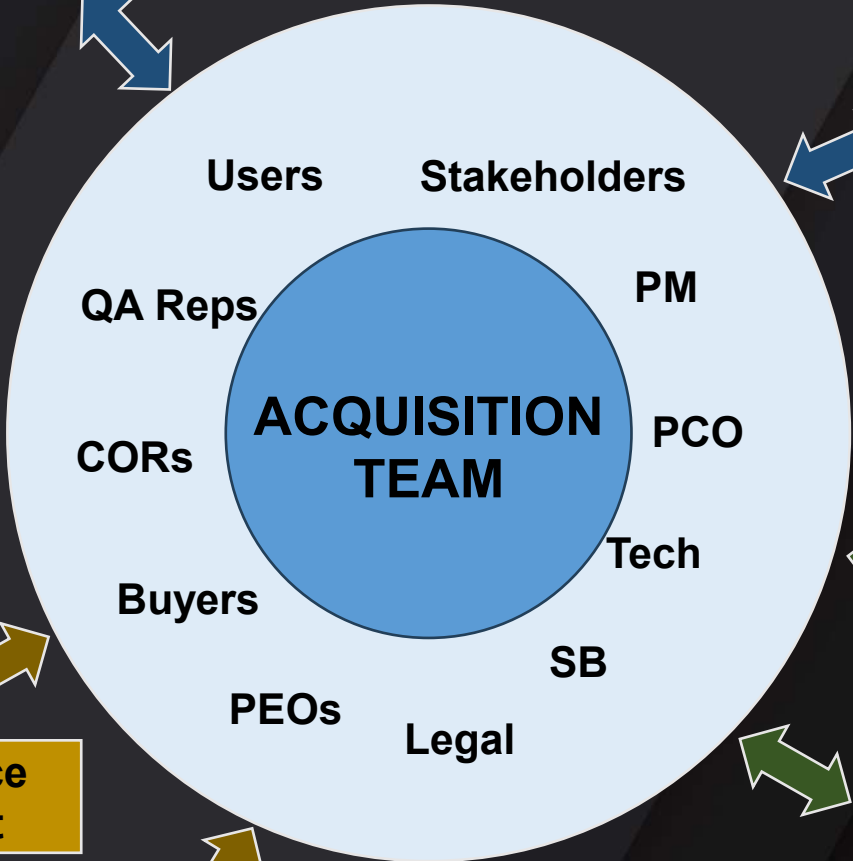 Users
Stakeholders
QA Reps
PM
ACQUISITION
TEAM
PCO
CORs
Tech
Buyers
SB
PEOs
Legal